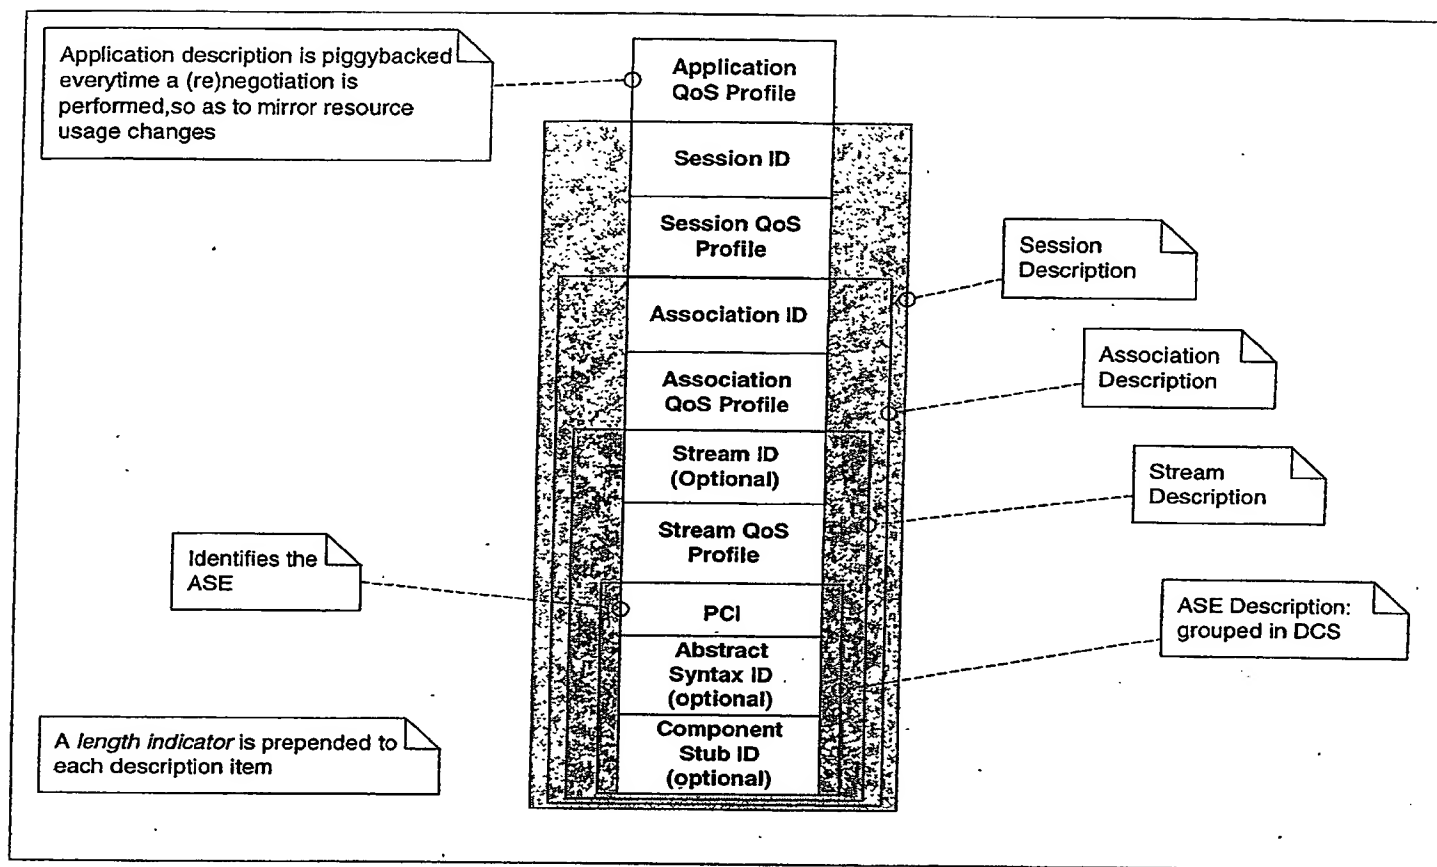 Application description is piggybacked
everytime a (re)negotiation is
performed,so as to mirror resource
usage changes
Application
QoS Profile
Session ID
Session QoS
Profile
Association ID
Association
QoS Profile
Stream ID
(Optional)
Stream QoS
Profile
PCI
Abstract
Syntax ID
(optional)
Component
Stub ID
(optional)
Session
Description
Association
Description
Stream
Description
Identifies the
ASE
ASE Description:
grouped in DCS
A length indicator is prepended to
each description item